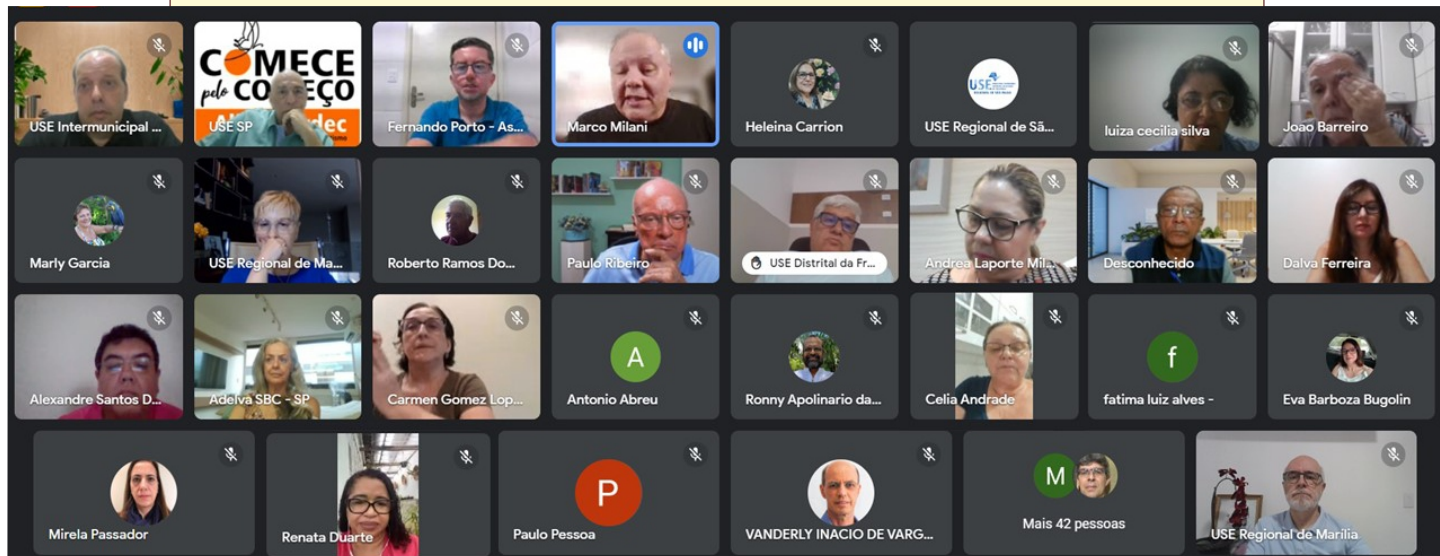 USE Intermunicipal ...
COMECE
pelo COMEÇO
USE SP
Fernando Porto - As...
Marco Milani
Heleina Carrion
USE
USE Regional de Sã...
luiza cecilia silva
Joao Barreiro
Marly Garcia
USE Regional de Ma...
Roberto Ramos Do...
Paulo Ribeiro
USE Distrital da Fr...
Andrea Laporte Mil...
Desconhecido
Dalva Ferreira
Alexandre Santos D...
Adelva SBC - SP
Carmen Gomez Lop...
A
Antonio Abreu
Ronny Apolinario da...
Celia Andrade
f
fatima luiz alves -
Eva Barboza Bugolin
Mirela Passador
Renata Duarte
P
Paulo Pessoa
VANDERLY INACIO DE VARG...
M
Mais 42 pessoas
USE Regional de Marília